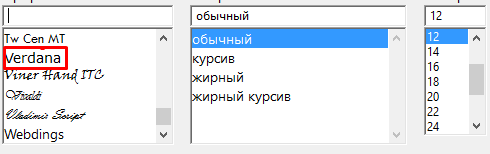 обычный
12
Tw Cen MT
Verdana
Viner Hand ITC
Vivaldi
Vladimir Script
Webdings
обычный
курсив
жирный
жирный курсив
12
14
16
18
20
22
24